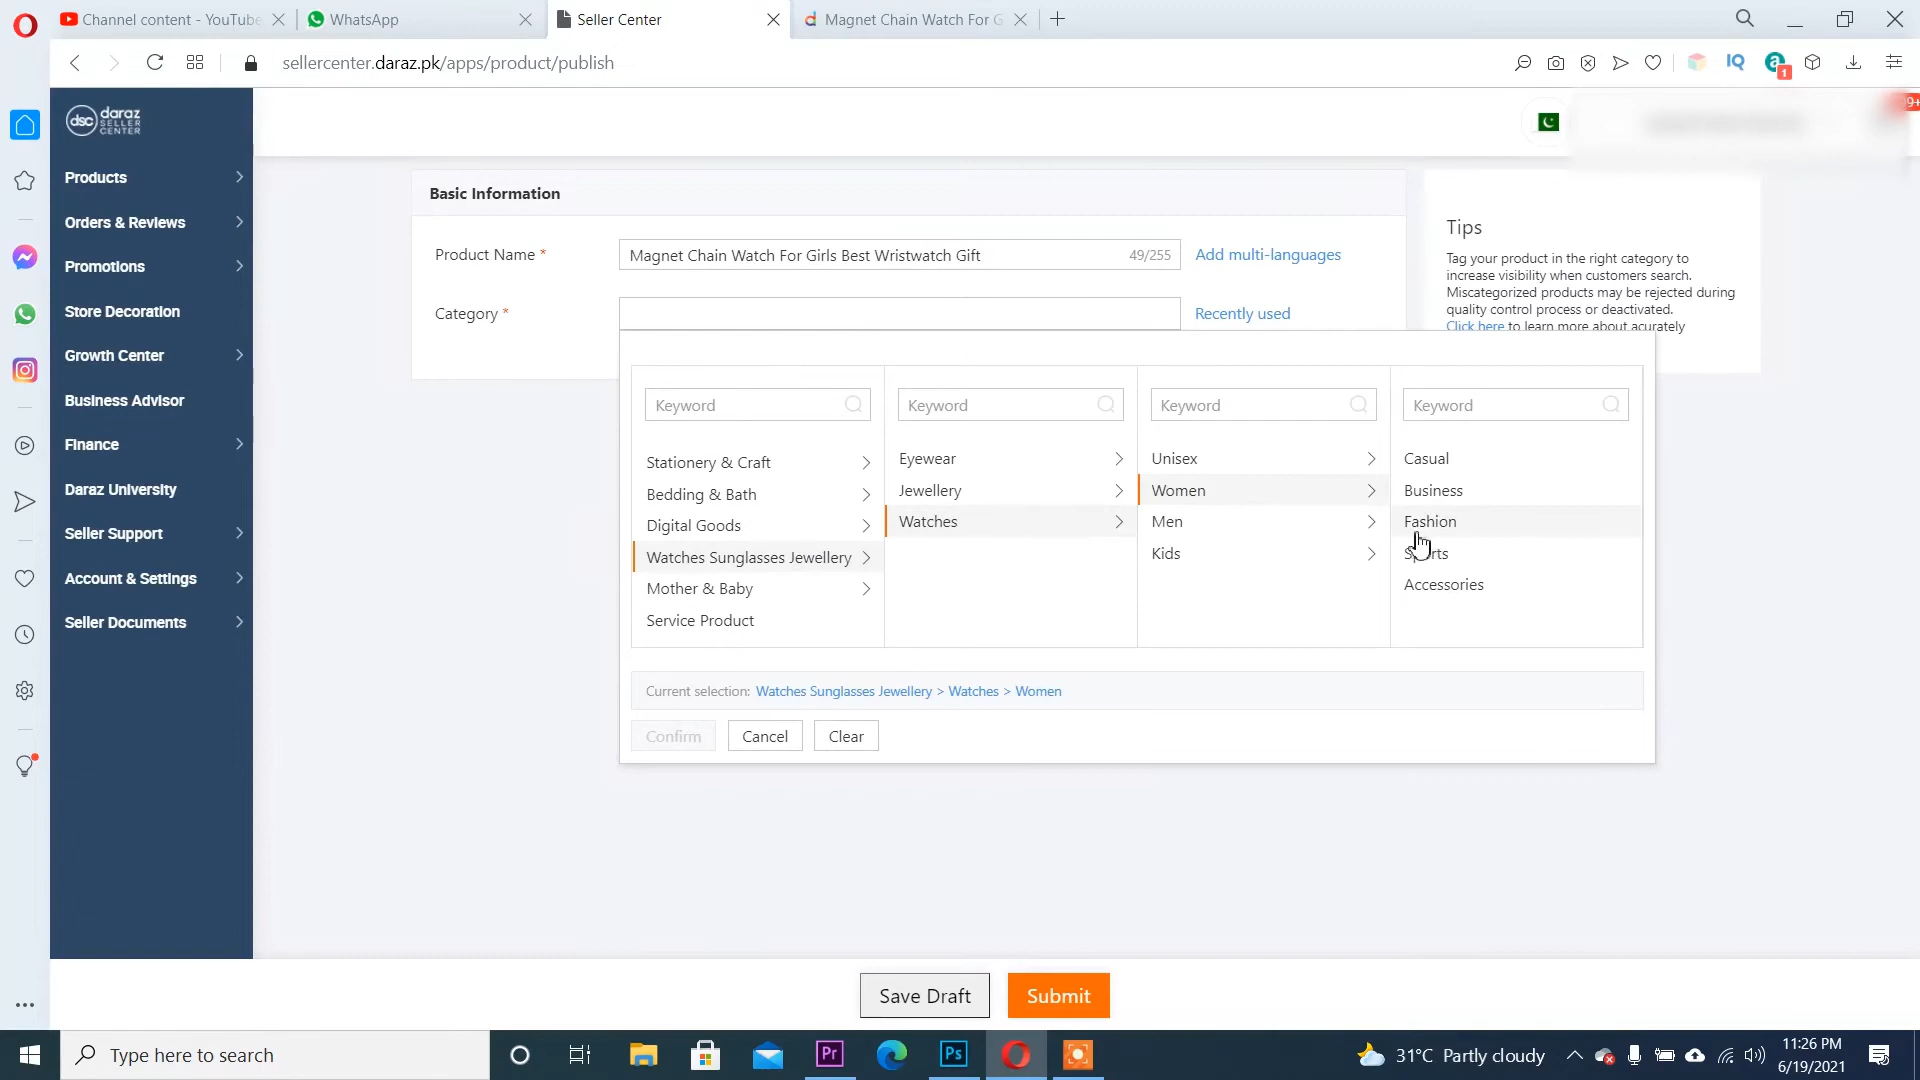 Channel content - YouTube
WhatsApp
Seller Center
Magnet Chain Watch For G
sellercenter.daraz.pk/apps/product/publish
IQ
a
1
dsc daraz
SELLER
CENTER
9+
Products
Orders & Reviews
Promotions
Store Decoration
Growth Center
Business Advisor
Finance
Daraz University
Seller Support
Account & Settings
Seller Documents
Basic Information
Product Name *
Magnet Chain Watch For Girls Best Wristwatch Gift
49/255
Add multi-languages
Category *
Recently used
Tips
Tag your product in the right category to
increase visibility when customers search.
Miscategorized products may be rejected during
quality control process or deactivated.
Click here to learn more about acurately
Keyword
Keyword
Keyword
Keyword
Stationery & Craft
Bedding & Bath
Digital Goods
Watches Sunglasses Jewellery
Mother & Baby
Service Product
Eyewear
Jewellery
Watches
Unisex
Women
Men
Kids
Casual
Business
Fashion
Sports
Accessories
Current selection: Watches Sunglasses Jewellery > Watches > Women
Confirm
Cancel
Clear
Save Draft
Submit
Type here to search
Pr
Ps
31°C Partly cloudy
11:26 PM
6/19/2021